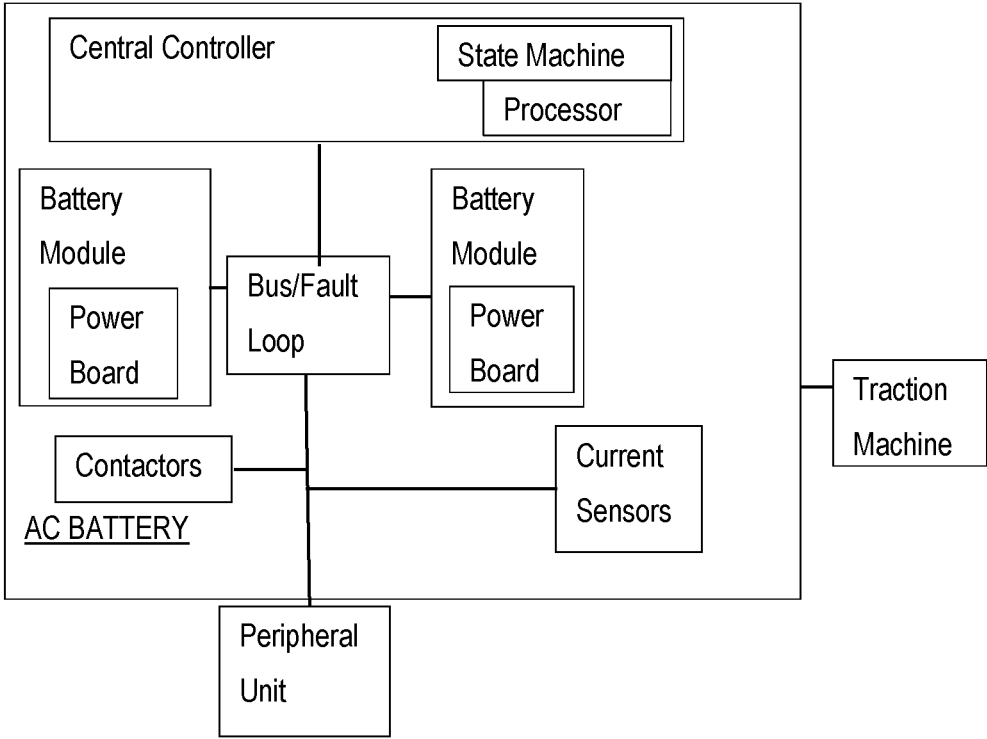 Central Controller
State Machine
Processor
Battery
Module
Power
Board
Bus/Fault
Loop
Battery
Module
Power
Board
Traction
Machine
Contactors
Current
Sensors
AC BATTERY
Peripheral
Unit